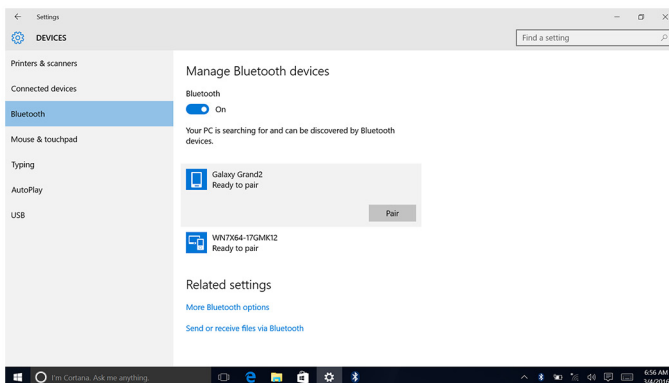 Settings
DEVICES
Find a setting
Printers & scanners
Connected devices
Bluetooth
Mouse & touchpad
Typing
AutoPlay
USB
Manage Bluetooth devices
Bluetooth
On
Your PC is searching for and can be discovered by Bluetooth
devices.
Galaxy Grand2
Ready to pair
Pair
WN7X64-17GMK12
Ready to pair
Related settings
More Bluetooth options
Send or receive files via Bluetooth
I'm Cortana. Ask me anything.
6:56 AM
3/4/2016